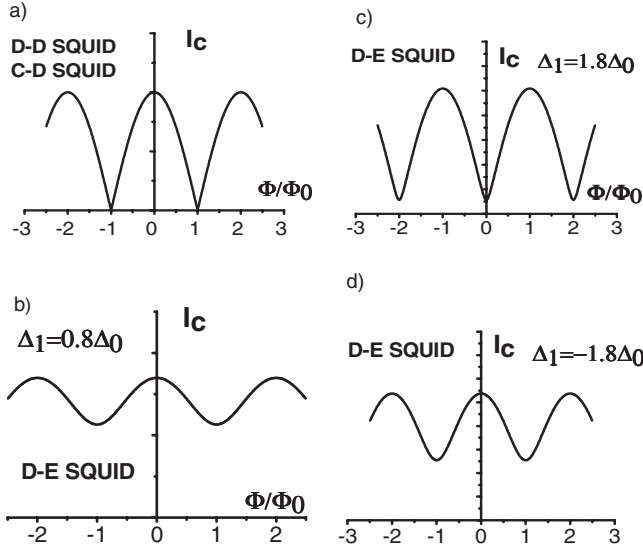 a)
D-D SQUID
C-D SQUID
Ic
Φ/Φ0
-3 -2 -1 0 1 2 3
c)
D-E SQUID
Ic
Δ1=1.8Δ0
Φ/Φ0
-3 -2 -1 0 1 2 3
b)
Δ1=0.8Δ0
Ic
D-E SQUID
Φ/Φ0
-2 -1 0 1 2
d)
D-E SQUID
Ic
Δ1=−1.8Δ0
-3 -2 -1 0 1 2 3